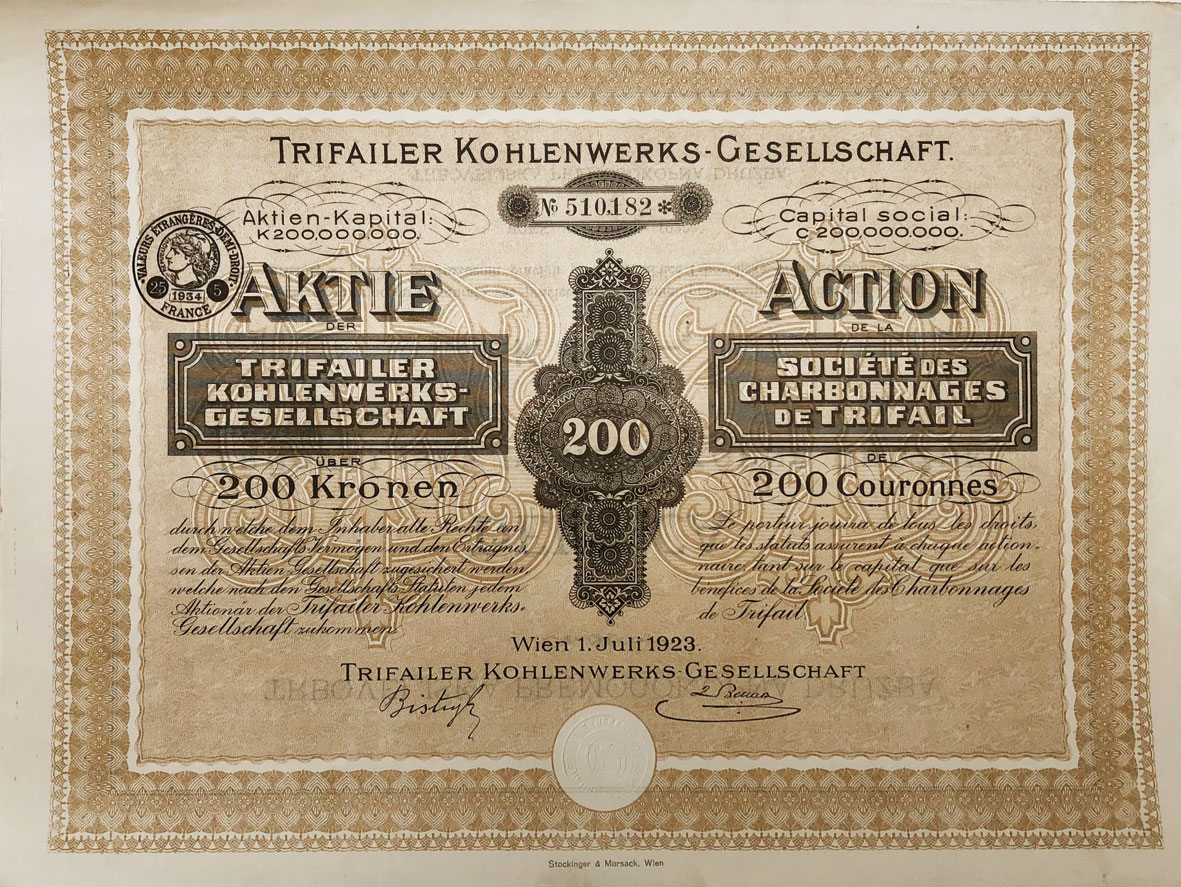 TRIFAILER KOHLENWERKS-GESELLSCHAFT.
№ 510.182 *
Aktien-Kapital:
K 200,000.000.
Capital social:
C 200,000.000.
VALEURS ÉTRANGÈRES-DEMI-DROIT
25 1934 5
FRANCE
AKTIE
DER
TRIFAILER
KOHLENWERKS-
GESELLSCHAFT
ÜBER
200 Kronen
durch welche dem Inhaber alle Rechte an
dem Gesellschafts Vermögen und den Erträgnis,
sen der Aktien Gesellschaft zugesichert werden
welche nach den Gesellschafts Statuten jedem
Aktionär der Trifailer Kohlenwerks-
Gesellschaft zukommen.
200
ACTION
DE LA
SOCIÉTÉ DES
CHARBONNAGES
DE TRIFAIL
DE
200 Couronnes
Le porteur jouira de tous les droits,
que les statuts assurent à chaque action-
naire, tant sur le capital que sur les
bénéfices de la Société des Charbonnages
de Trifail.
Wien 1. Juli 1923.
TRIFAILER KOHLENWERKS-GESELLSCHAFT
Stockinger & Morsack, Wien